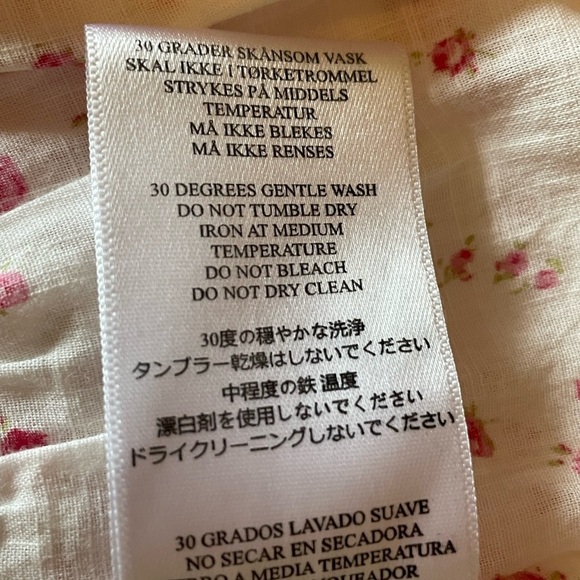 30 GRADER SKÅNSOM VASK
SKAL IKKE I TØRKETROMMEL
STRYKES PÅ MIDDELS
TEMPERATUR
MÅ IKKE BLEKES
MÅ IKKE RENSES
30 DEGREES GENTLE WASH
DO NOT TUMBLE DRY
IRON AT MEDIUM
TEMPERATURE
DO NOT BLEACH
DO NOT DRY CLEAN
30度の穏やかな洗浄
タンブラー乾燥はしないでください
中程度の鉄 温度
漂白剤を使用しないでください
ドライクリーニングしないでください
30 GRADOS LAVADO SUAVE
NO SECAR EN SECADORA
A MEDIA TEMPERATURA